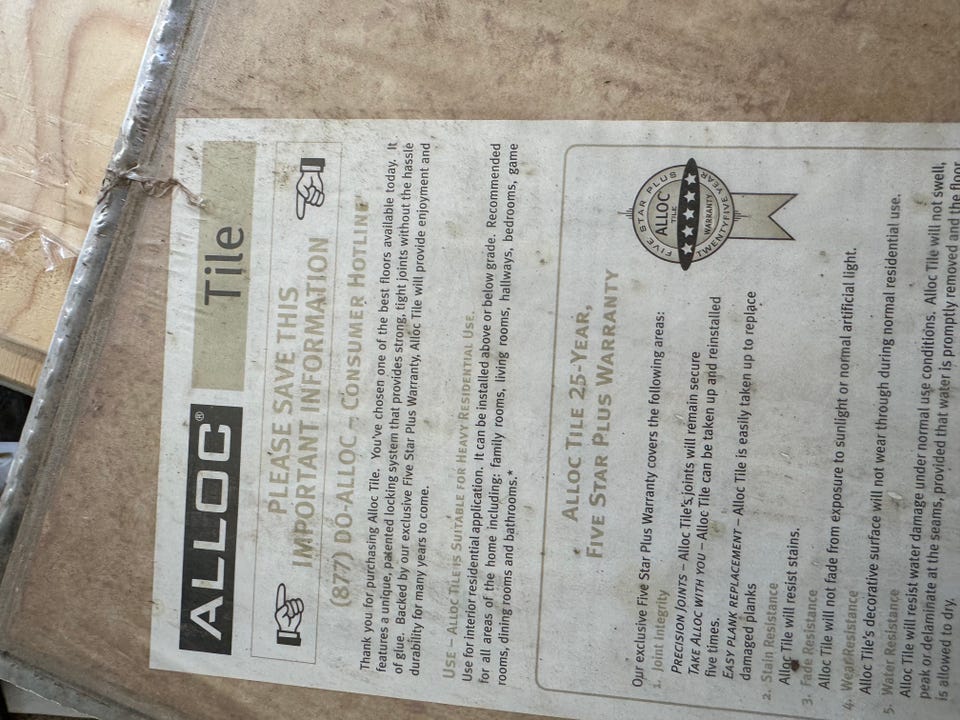 ALLOC® Tile
PLEASE SAVE THIS
IMPORTANT INFORMATION
(877) DO-ALLOC – CONSUMER HOTLINE
Thank you for purchasing Alloc Tile. You've chosen one of the best floors available today. It
features a unique, patented locking system that provides strong, tight joints without the hassle
of glue. Backed by our exclusive Five Star Plus Warranty, Alloc Tile will provide enjoyment and
durability for many years to come.
USE – ALLOC TILE IS SUITABLE FOR HEAVY RESIDENTIAL USE.
Use for interior residential application. It can be installed above or below grade. Recommended
for all areas of the home including: family rooms, living rooms, hallways, bedrooms, game
rooms, dining rooms and bathrooms.*
ALLOC TILE 25-YEAR,
FIVE STAR PLUS WARRANTY
FIVE STAR PLUS
ALLOC
TILE
WARRANTY
TWENTYFIVE YEAR
Our exclusive Five Star Plus Warranty covers the following areas:
1. Joint Integrity
PRECISION JOINTS – Alloc Tile's joints will remain secure
TAKE ALLOC WITH YOU – Alloc Tile can be taken up and reinstalled
five times.
EASY PLANK REPLACEMENT – Alloc Tile is easily taken up to replace
damaged planks
2. Stain Resistance
Alloc Tile will resist stains.
3. Fade Resistance
Alloc Tile will not fade from exposure to sunlight or normal artificial light.
4. Wear Resistance
Alloc Tile's decorative surface will not wear through during normal residential use.
5. Water Resistance
Alloc Tile will resist water damage under normal use conditions. Alloc Tile will not swell,
peak or delaminate at the seams, provided that water is promptly removed and the floor
is allowed to dry.